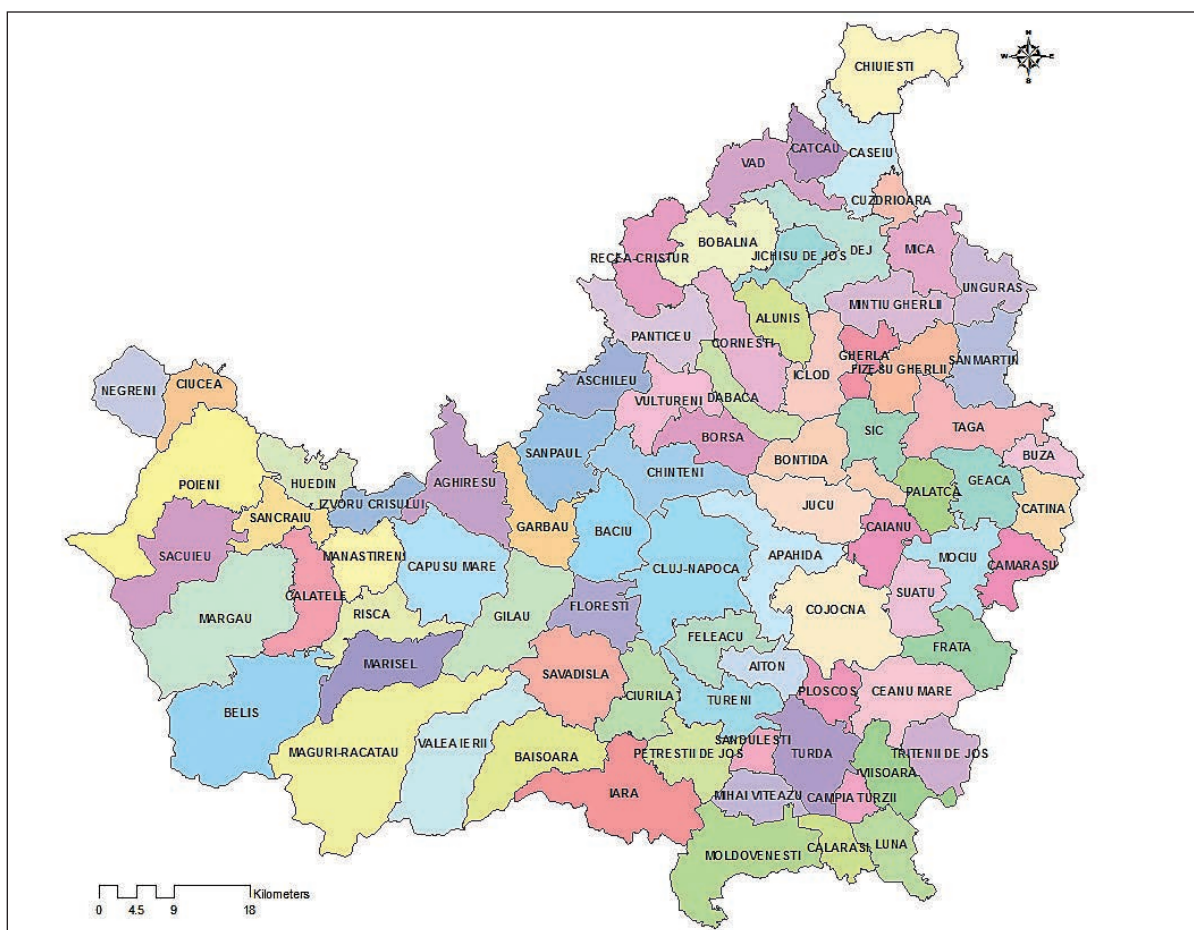 N
W E
S
CHIUIESTI
CATCAU
CASEIU
VAD
CUZDRIOARA
BOBALNA
RECEA-CRISTUR
JICHISU DE JOS
DEJ
MICA
UNGURAS
MINTIU GHERLII
ALUNIS
PANTICEU
CORNESTI
GHERLA
FIZESU GHERLII
SANMARTIN
ICLOD
NEGRENI
CIUCEA
ASCHILEU
VULTURENI
DABACA
BORSA
SIC
TAGA
SANPAUL
BONTIDA
BUZA
CHINTENI
AGHIRESU
HUEDIN
POIENI
IZVORU CRISULUI
GEACA
PALATCA
CATINA
JUCU
SANCRAIU
GARBAU
BACIU
CAIANU
SACUIEU
MANASTIRENI
CAPUSU MARE
CLUJ-NAPOCA
APAHIDA
MOCIU
CAMARASU
CALATELE
SUATU
FLORESTI
COJOCNA
MARGAU
RISCA
GILAU
FELEACU
FRATA
MARISEL
AITON
SAVADISLA
CIURILA
PLOSCOS
CEANU MARE
TURENI
BELIS
SANDULESTI
MAGURI-RACATAU
VALEA IERII
BAISOARA
PETRESTII DE JOS
TURDA
TRITENII DE JOS
VIISOARA
IARA
MIHAI VITEAZU
CAMPIA TURZII
MOLDOVENESTI
CALARASI
LUNA
Kilometers
0 4.5 9 18